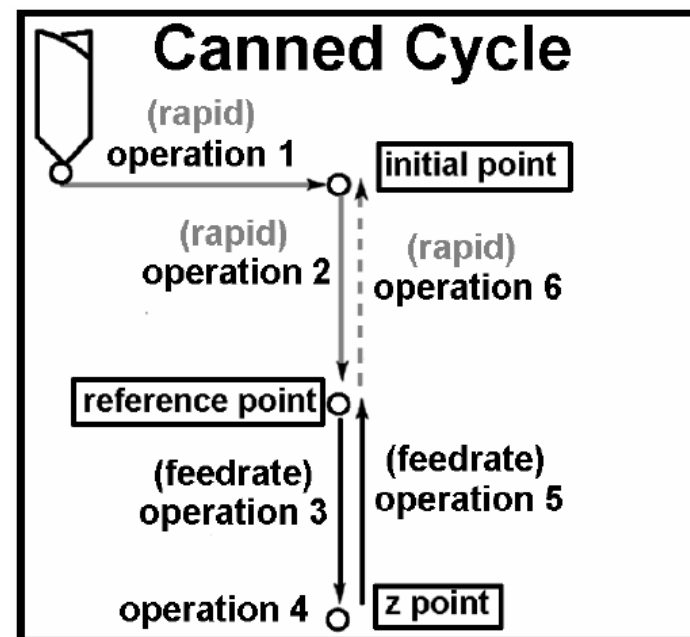 Canned Cycle
(rapid)
operation 1
initial point
(rapid)
operation 2
(rapid)
operation 6
reference point
(feedrate)
operation 3
(feedrate)
operation 5
operation 4
z point